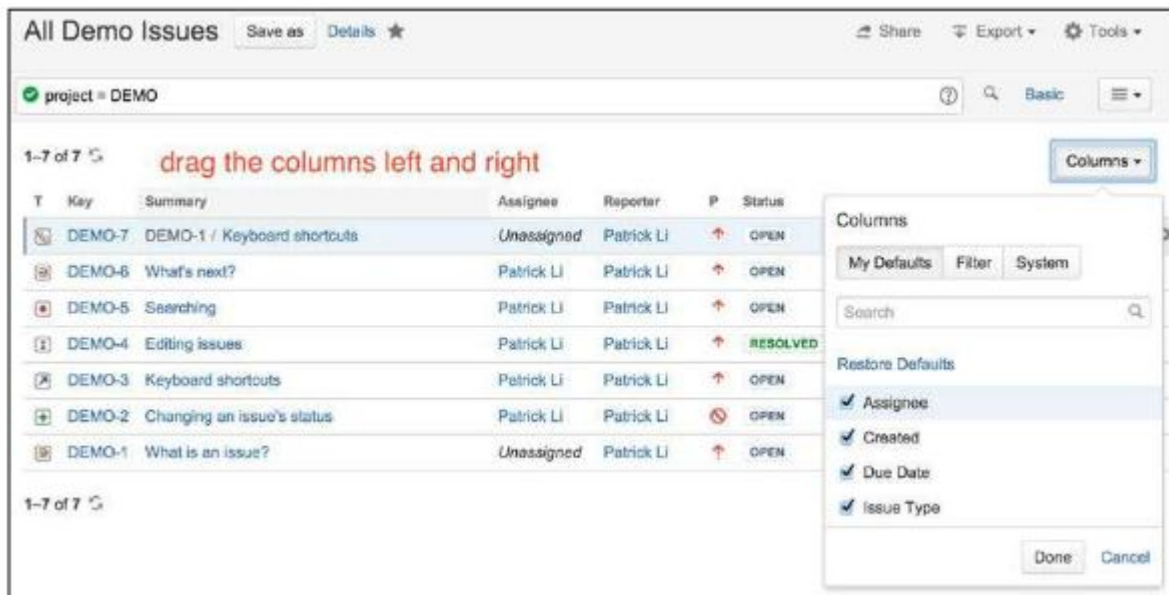 All Demo Issues Save as Details Share Export Tools
project = DEMO Basic
1–7 of 7 drag the columns left and right Columns
T Key Summary Assignee Reporter P Status
DEMO-7 DEMO-1 / Keyboard shortcuts Unassigned Patrick Li OPEN
DEMO-6 What's next? Patrick Li Patrick Li OPEN
DEMO-5 Searching Patrick Li Patrick Li OPEN
DEMO-4 Editing issues Patrick Li Patrick Li RESOLVED
DEMO-3 Keyboard shortcuts Patrick Li Patrick Li OPEN
DEMO-2 Changing an issue's status Patrick Li Patrick Li OPEN
DEMO-1 What is an issue? Unassigned Patrick Li OPEN
1–7 of 7
Columns
My Defaults Filter System
Search
Restore Defaults
Assignee
Created
Due Date
Issue Type
Done Cancel